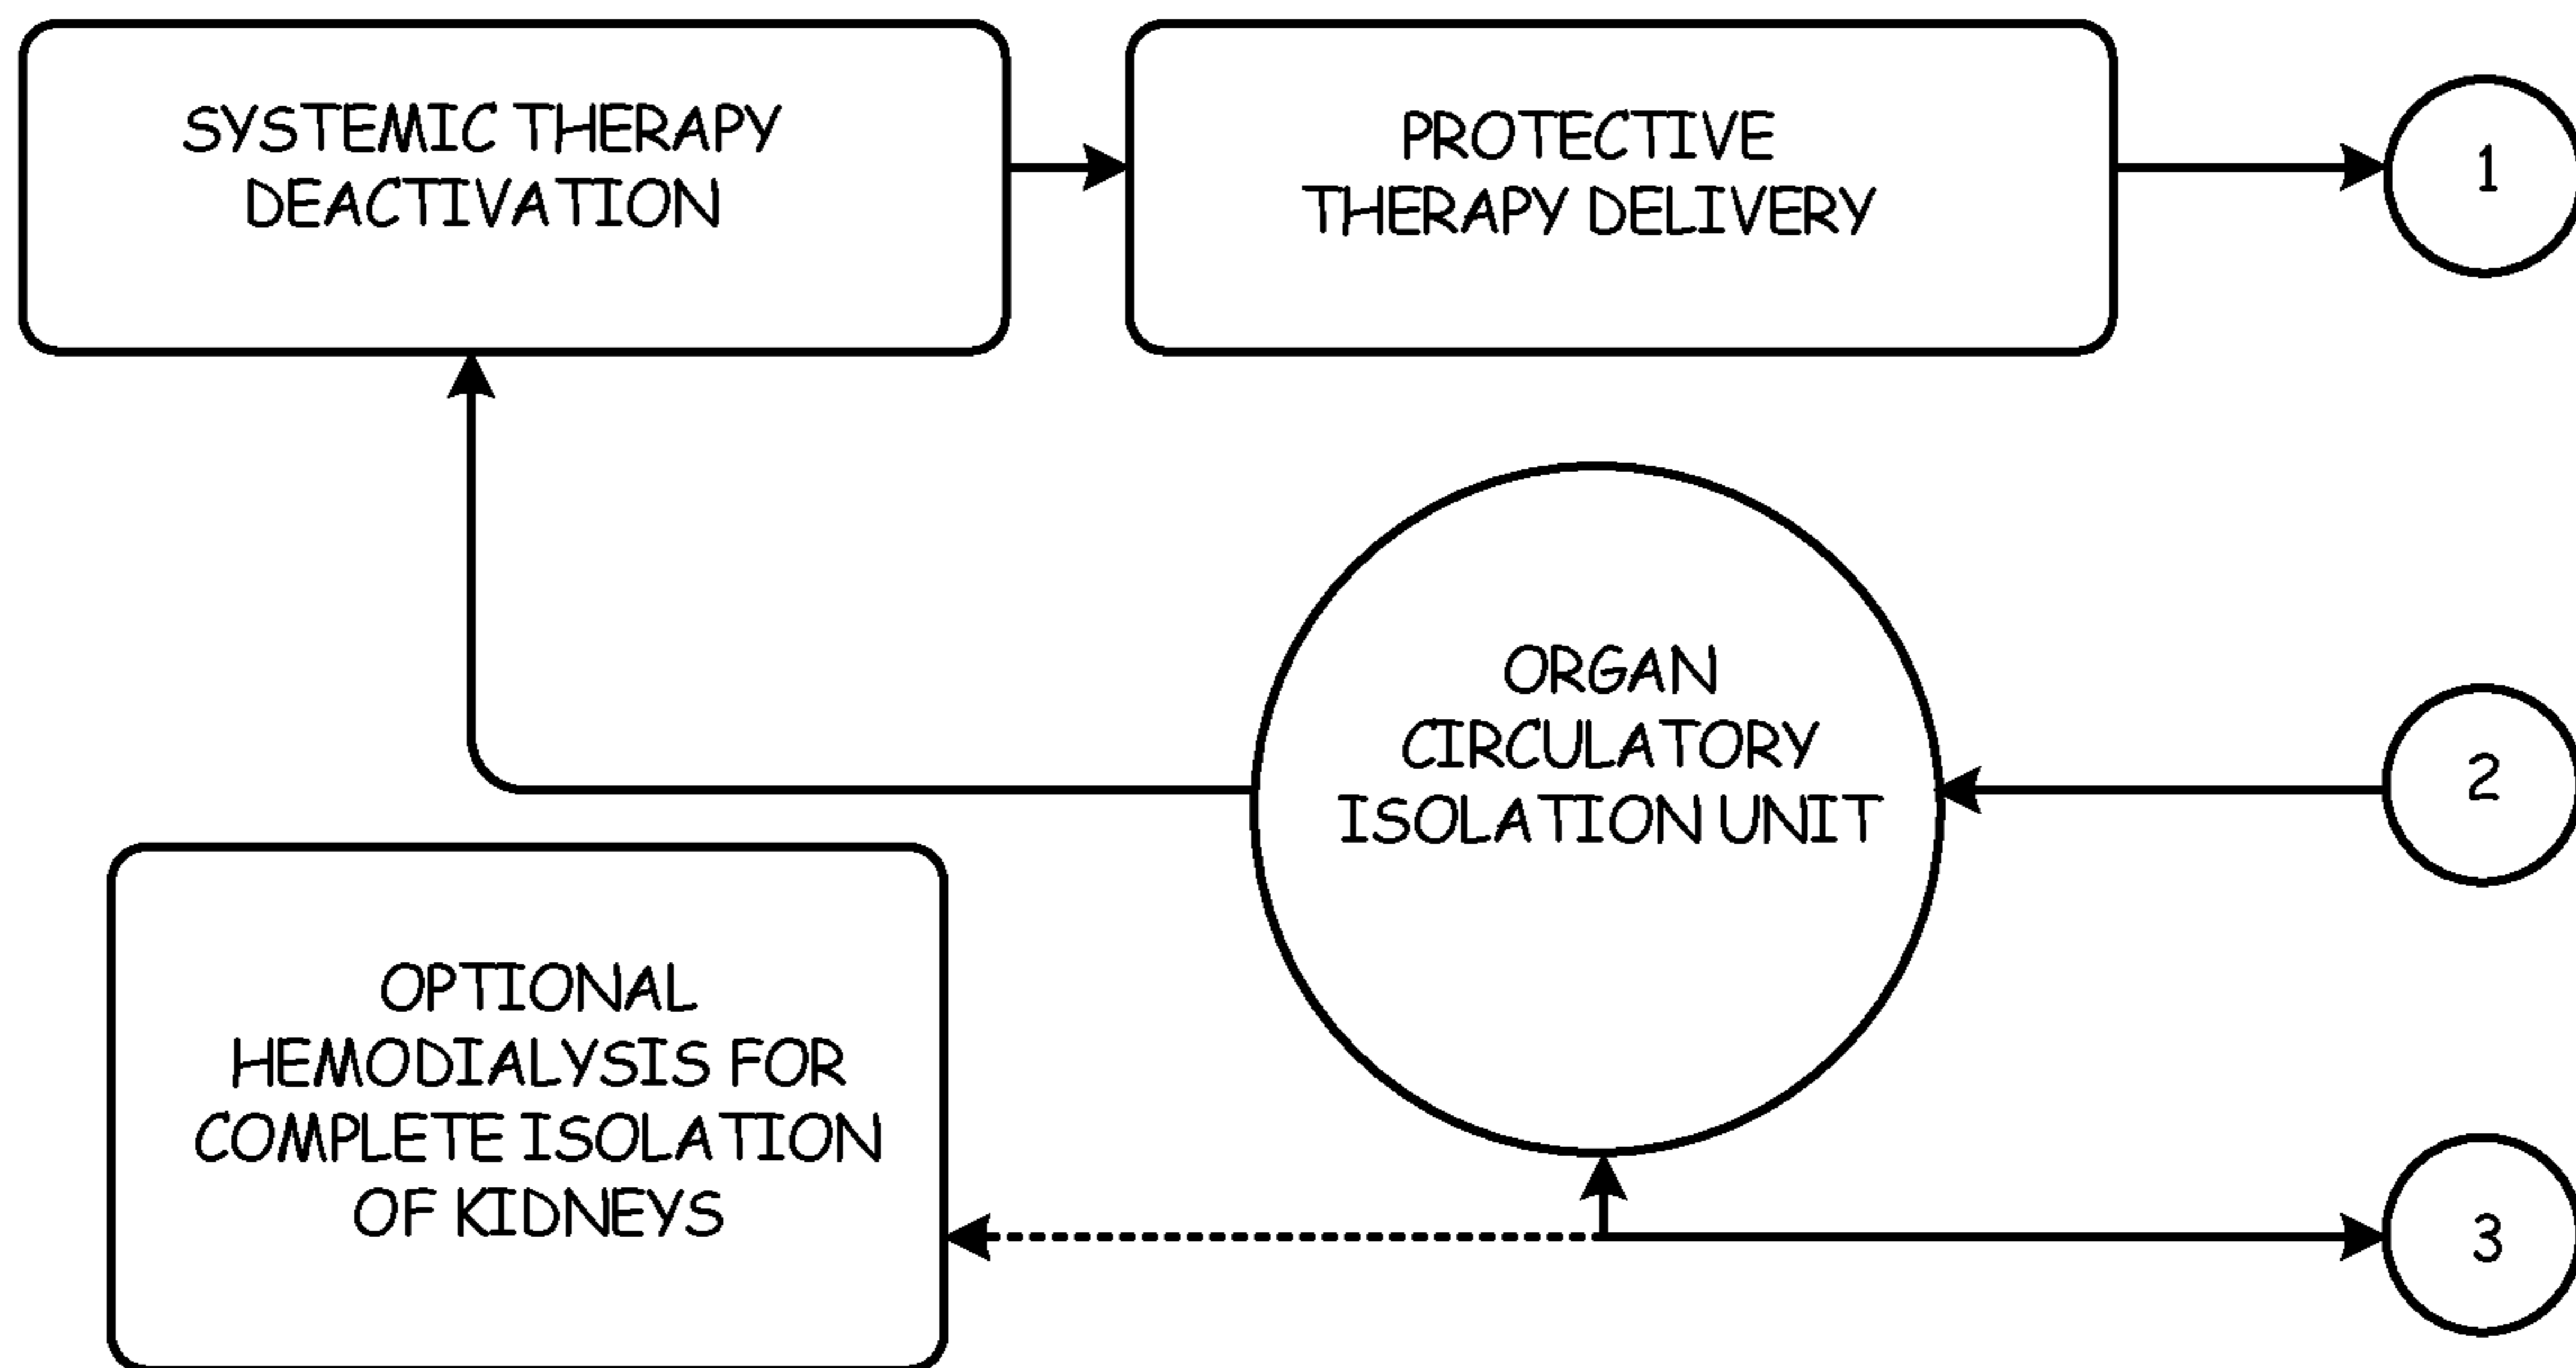 SYSTEMIC THERAPY
DEACTIVATION
PROTECTIVE
THERAPY DELIVERY
1
ORGAN
CIRCULATORY
ISOLATION UNIT
2
OPTIONAL
HEMODIALYSIS FOR
COMPLETE ISOLATION
OF KIDNEYS
3